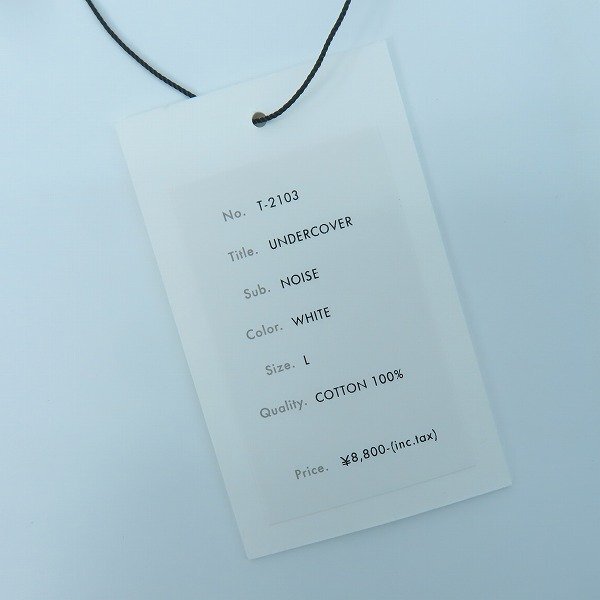 No. T-2103
Title. UNDERCOVER
Sub. NOISE
Color. WHITE
Size. L
Quality. COTTON 100%
Price. ¥8,800-(inc.tax)